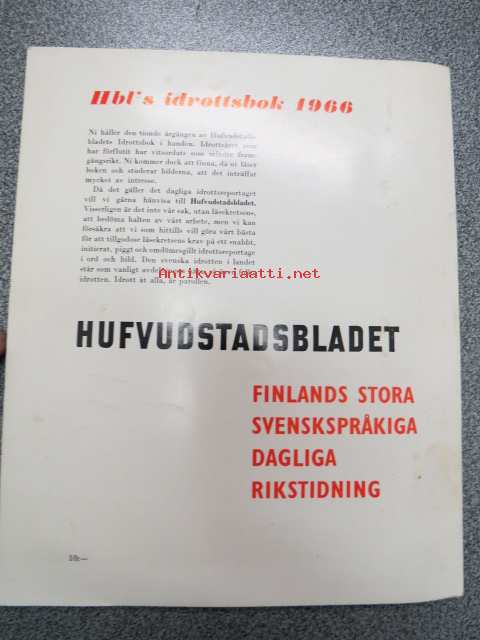 Hbl's idrottsbok 1966
Ni håller den tionde årgången av Hufvudstads-
bladets Idrottsbok i handen. Idrottsåret som
har förflutit har vitsordats som mindre fram-
gångsrikt. Ni kommer dock att finna, då ni läser
boken och studerar bilderna, att det inträffat
mycket av intresse.
Då det gäller det dagliga idrottsreportaget
vill vi gärna hänvisa till Hufvudstadsbladet.
Visserligen är det inte vår sak, utan läsekretsens,
att bedöma halten av vårt arbete, men vi kan
försäkra att vi som hittills vill göra vårt bästa
för att tillgodose läsekretsens krav på ett snabbt,
initierat, piggt och omdömesgillt idrottsreportage
i ord och bild. Den svenska idrotten i landet
står som vanligt
idrotten. Idrott åt alla, är parollen.
Antikvariaatti.net
HUFVUDSTADSBLADET
FINLANDS STORA
SVENSKSPRÅKIGA
DAGLIGA
RIKSTIDNING